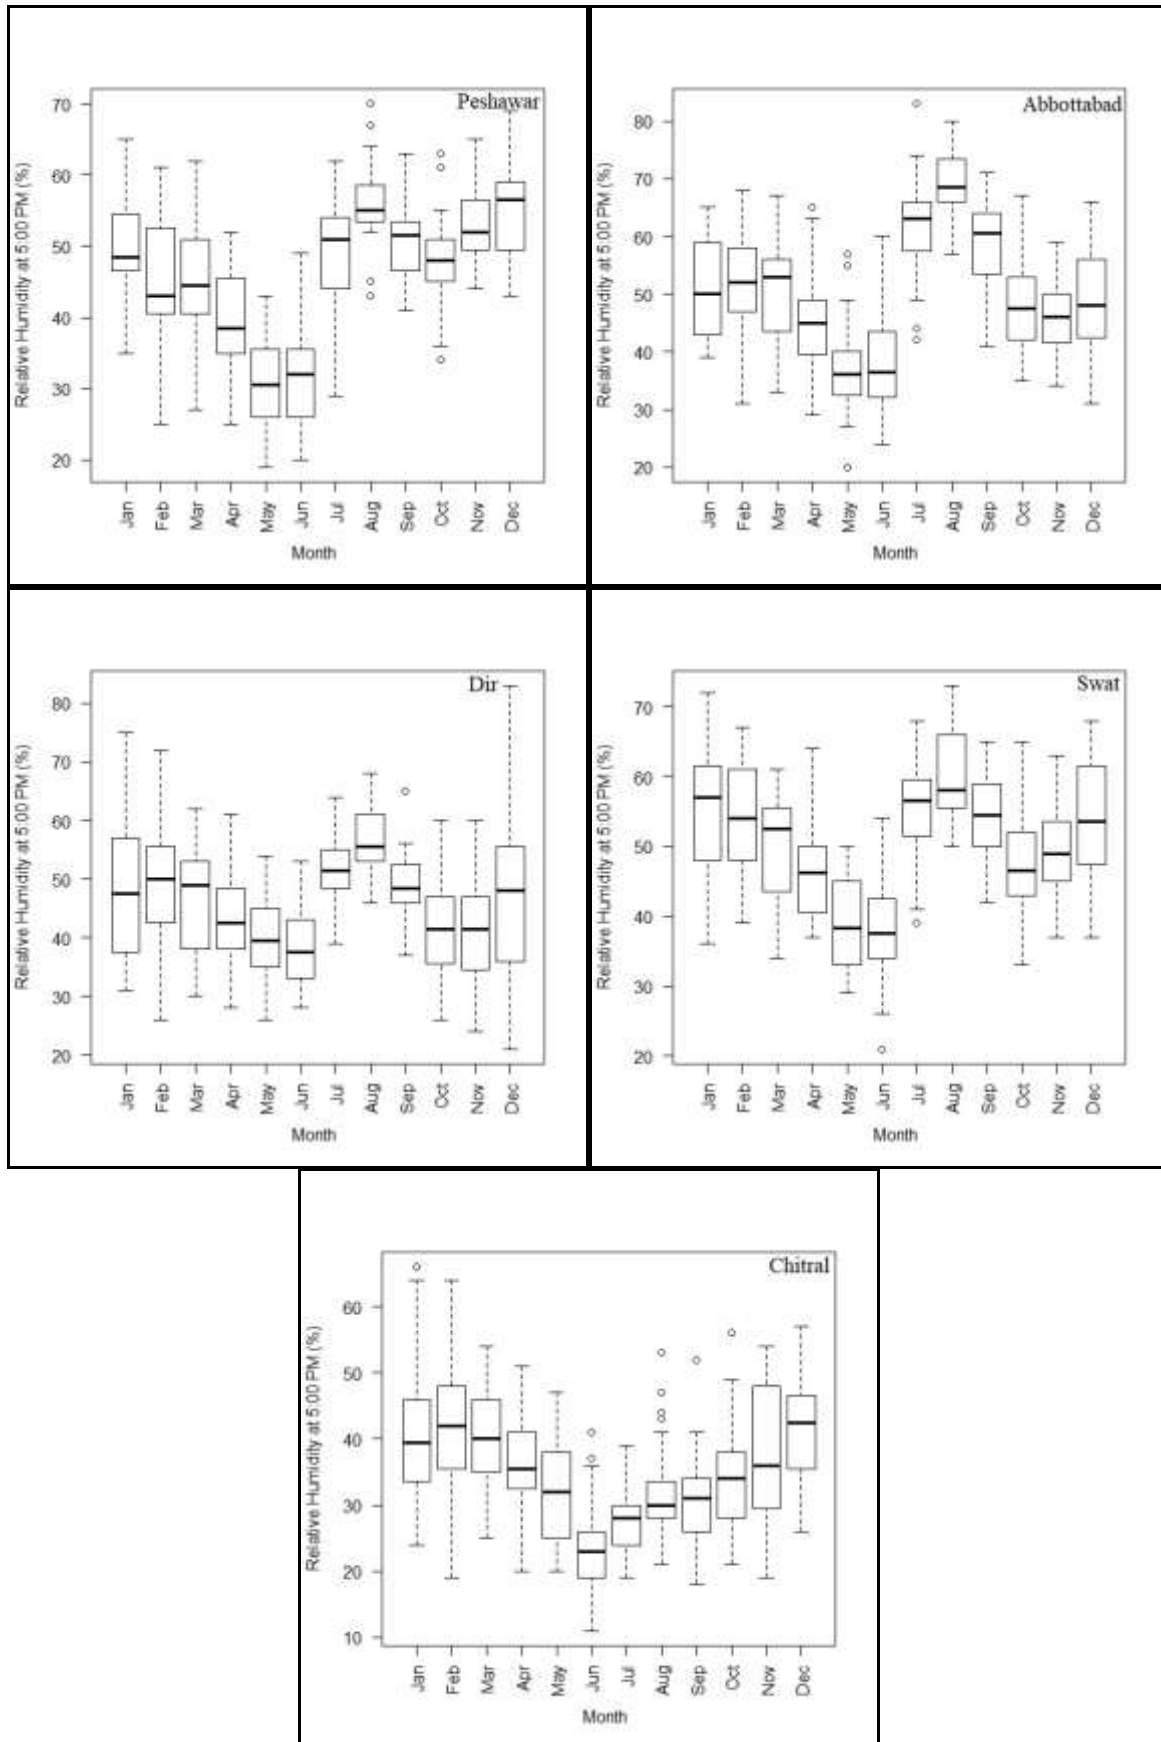 Peshawar
Relative Humidity at 5:00 PM (%)
70
60
50
40
30
20
Jan Feb Mar Apr May Jun Jul Aug Sep Oct Nov Dec
Month
Abbottabad
Relative Humidity at 5:00 PM (%)
80
70
60
50
40
30
20
Jan Feb Mar Apr May Jun Jul Aug Sep Oct Nov Dec
Month
Dir
Relative Humidity at 5:00 PM (%)
80
70
60
50
40
30
20
Jan Feb Mar Apr May Jun Jul Aug Sep Oct Nov Dec
Month
Swat
Relative Humidity at 5:00 PM (%)
70
60
50
40
30
20
Jan Feb Mar Apr May Jun Jul Aug Sep Oct Nov Dec
Month
Chitral
Relative Humidity at 5:00 PM (%)
60
50
40
30
20
10
Jan Feb Mar Apr May Jun Jul Aug Sep Oct Nov Dec
Month